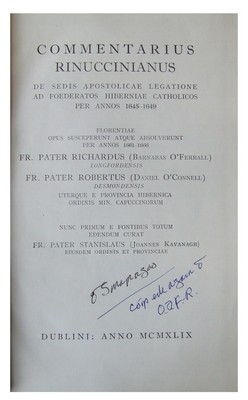 COMMENTARIUS
RINUCCINIANUS
DE SEDIS APOSTOLICAE LEGATIONE
AD FOEDERATOS HIBERNIAE CATHOLICOS
PER ANNOS 1645-1649
FLORENTIAE
OPUS SUSCEPERUNT ATQUE ABSOLVERUNT
PER ANNOS 1661-1666
FR. PATER RICHARDUS (BARNABAS O'FERRALL)
LONGFORDENSIS
FR. PATER ROBERTUS (DANIEL O'CONNELL)
DESMONDENSIS
UTERQUE E PROVINCIA HIBERNICA
ORDINIS MIN. CAPUCCINORUM
NUNC PRIMUM E FONTIBUS TOTUM
EDENDUM CURAT
FR. PATER STANISLAUS (JOANNES KAVANAGH)
EIUSDEM ORDINIS ET PROVINCIAE
DUBLINI: ANNO MCMXLIX